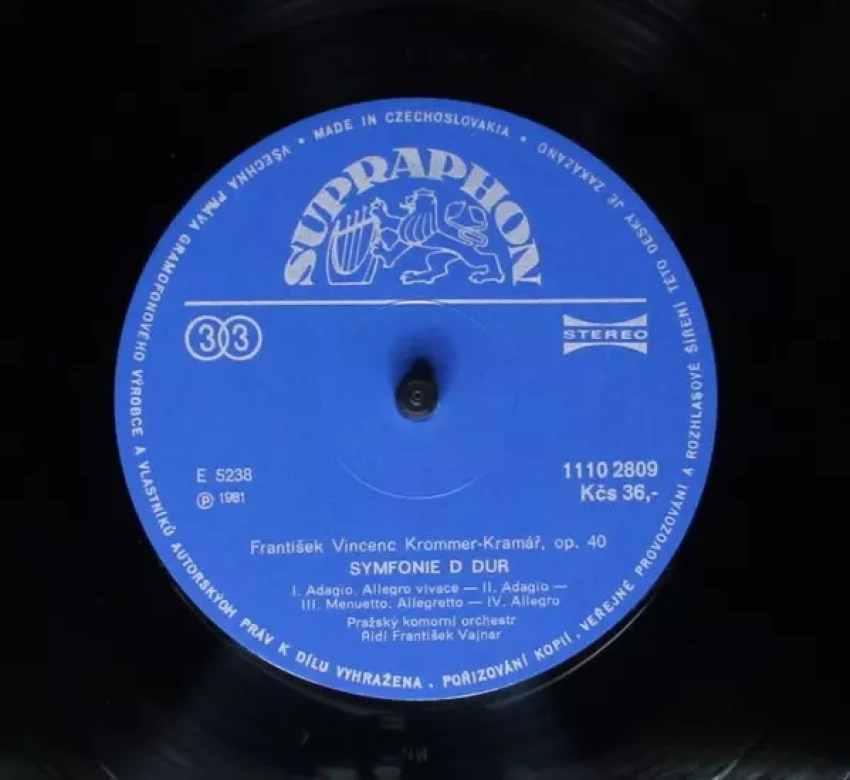 VŠECHNA PRÁVA GRAMOFONOVÉHO VÝROBCE A VLASTNÍKŮ AUTORSKÝCH PRÁV K DÍLU VYHRAŽENA . POŘIZOVÁNÍ KOPIÍ, VEŘEJNÉ PROVOZOVÁNÍ A ROZHLASOVÉ ŠÍŘENÍ TÉTO DESKY JE ZAKÁZÁNO • MADE IN CZECHOSLOVAKIA •
SUPRAPHON
33
STEREO
E 5238
1110 2809
Ⓟ 1981
Kčs 36,-
František Vincenc Krommer-Kramář, op. 40
SYMFONIE D DUR
I. Adagio. Allegro vivace — II. Adagio —
III. Menuetto. Allegretto — IV. Allegro
Pražský komorní orchestr
Řídí František Vajnar